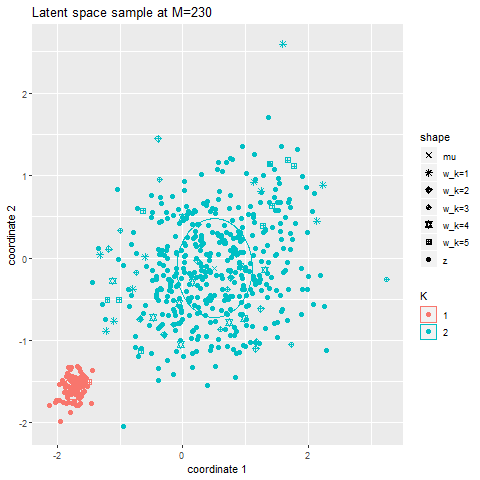 Latent space sample at M=230
2
1
0
-1
-2
coordinate 2
-2
0
2
coordinate 1
shape
mu
w_k=1
w_k=2
w_k=3
w_k=4
w_k=5
z
K
1
2